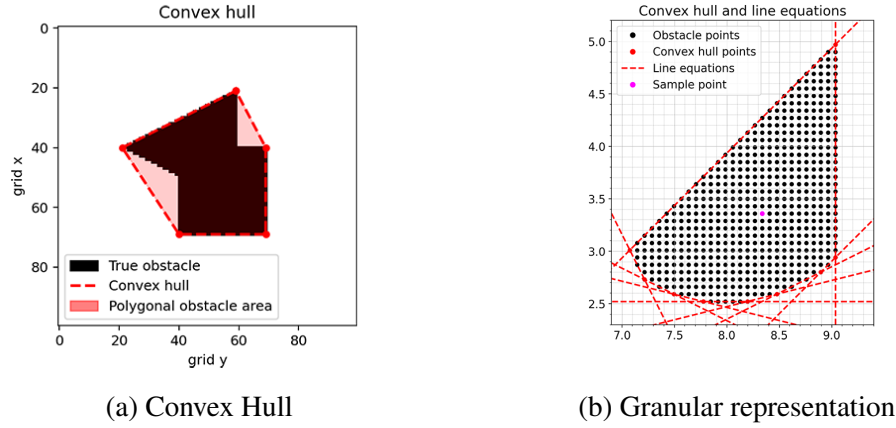 Convex hull
0
20
40
60
80
grid x
True obstacle
Convex hull
Polygonal obstacle area
0 20 40 60 80
grid y
(a) Convex Hull
Convex hull and line equations
Obstacle points
Convex hull points
Line equations
Sample point
5.0
4.5
4.0
3.5
3.0
2.5
7.0 7.5 8.0 8.5 9.0
(b) Granular representation